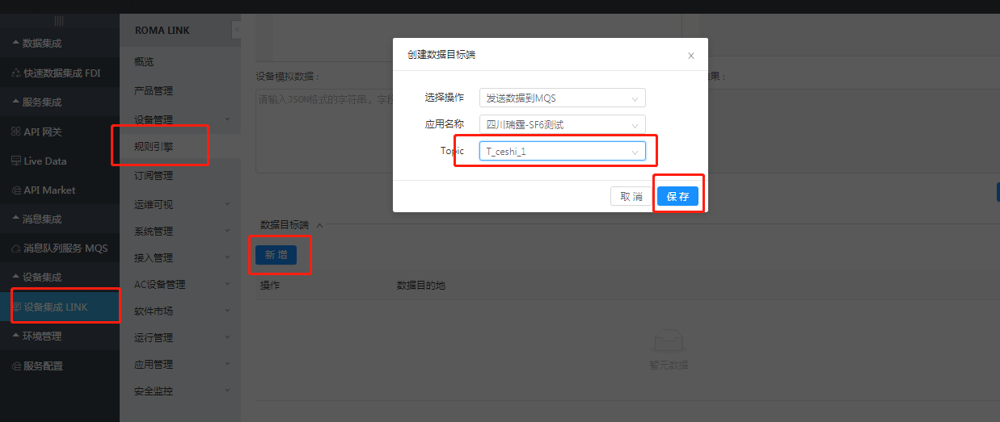 数据集成
快速数据集成 FDI
服务集成
API 网关
Live Data
API Market
消息集成
消息队列服务 MQS
设备集成
设备集成 LINK
环境管理
服务配置
ROMA LINK
概览
产品管理
设备管理
规则引擎
订阅管理
运维可视
系统管理
接入管理
AC设备管理
软件市场
运行管理
应用管理
安全监控
设备模拟数据 :
果 :
请输入JSON格式的字符串，字段
创建数据目标端
选择操作
发送数据到MQS
应用名称
四川瑞霆-SF6测试
Topic
T_ceshi_1
取 消
保 存
数据目标端
新 增
操作
数据目的地
暂无数据